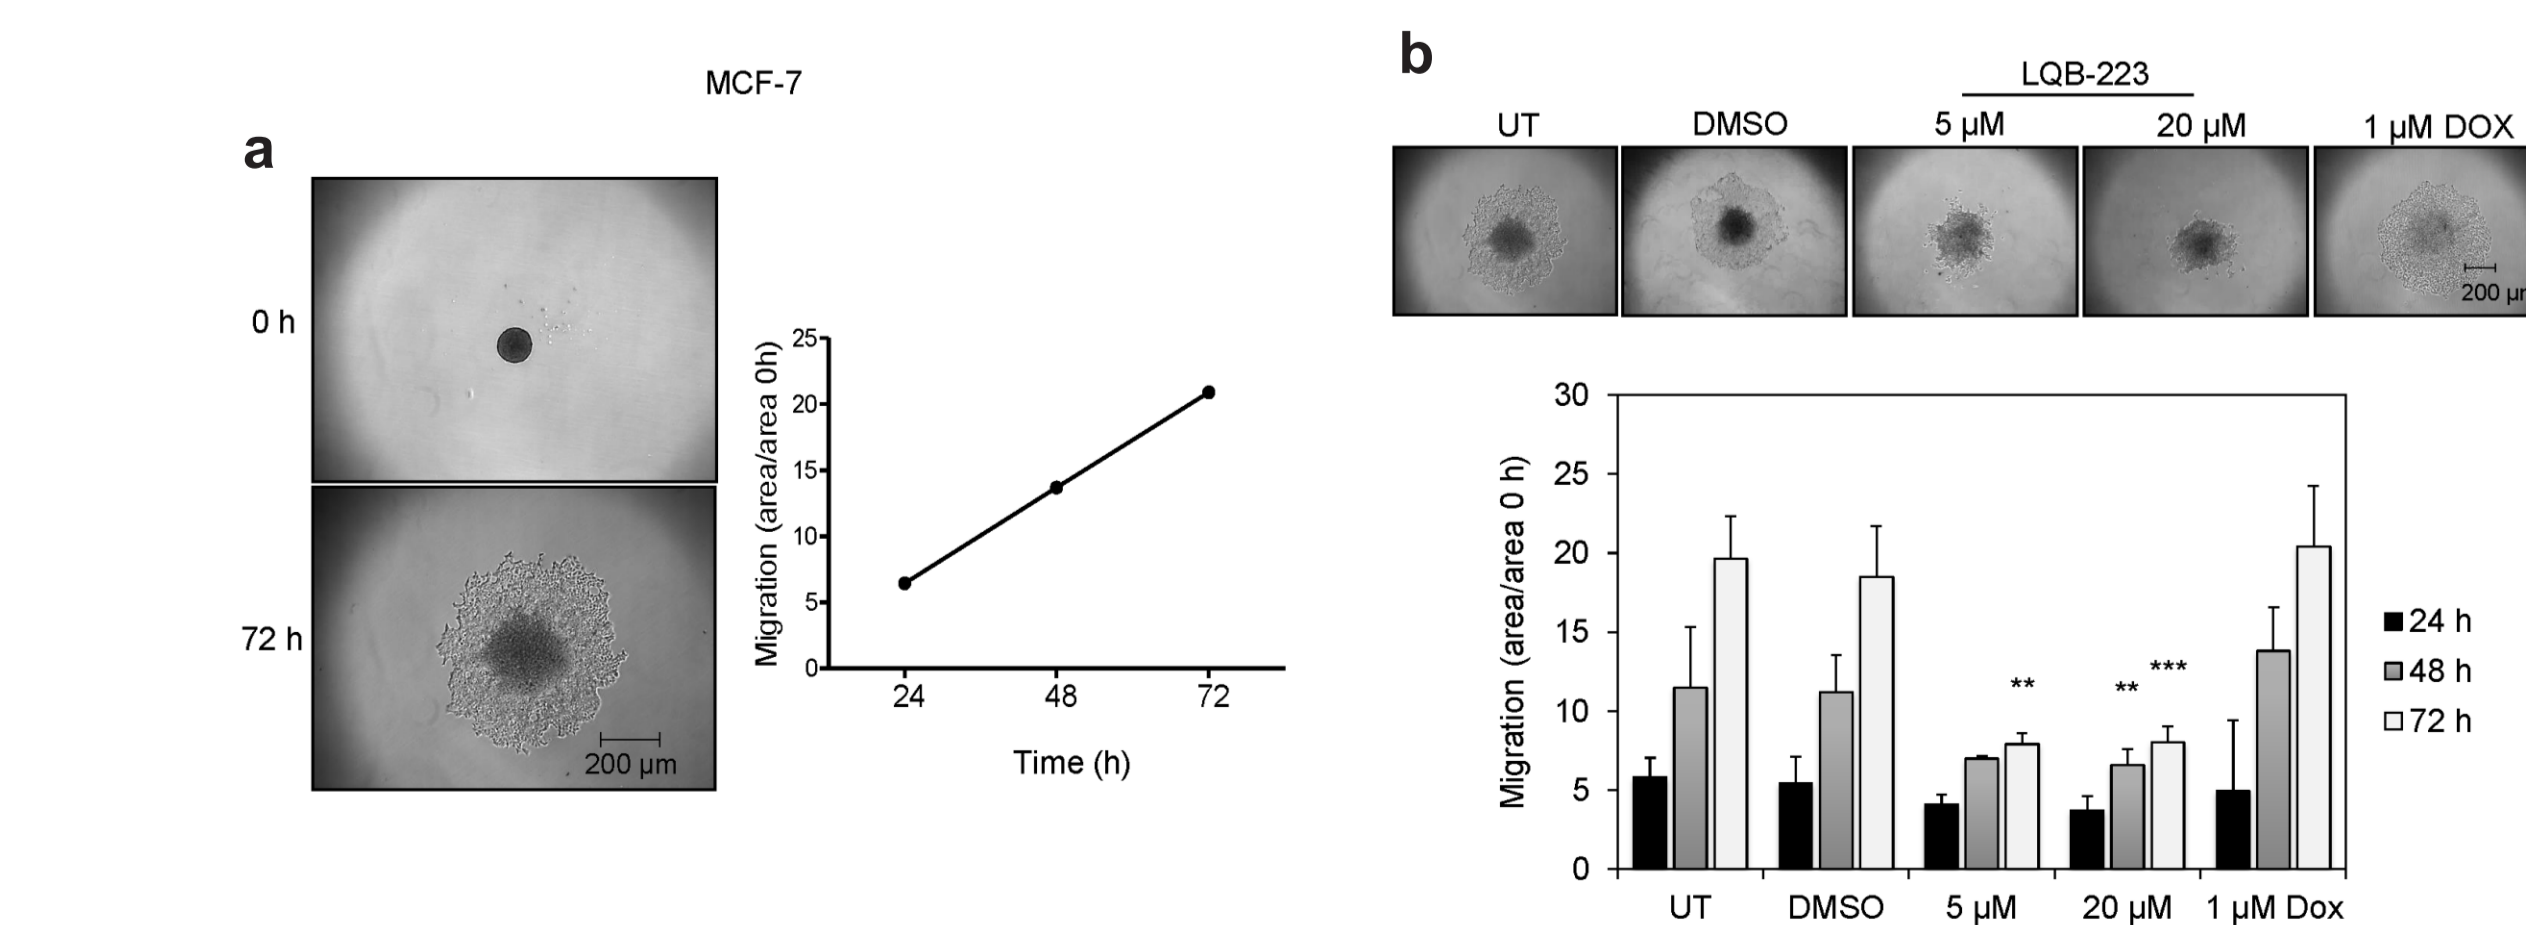 MCF-7
a
0 h
72 h
200 µm
Migration (area/area 0h)
25
20
15
10
5
0
24 48 72
Time (h)
b
LQB-223
UT DMSO 5 µM 20 µM 1 µM DOX
200 µm
Migration (area/area 0 h)
30
25
20
15
10
5
0
** ** ***
24 h
48 h
72 h
UT DMSO 5 µM 20 µM 1 µM Dox